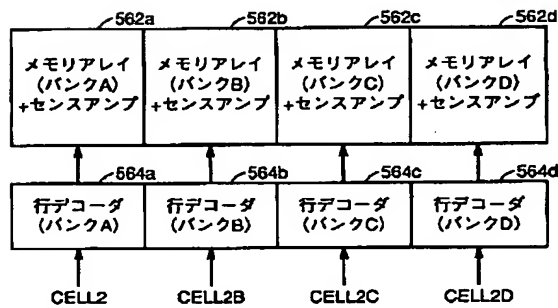 562a 562b 562c 562d
メモリアレイ メモリアレイ メモリアレイ メモリアレイ
(バンクA) (バンクB) (バンクC) (バンクD)
+センスアンプ +センスアンプ +センスアンプ +センスアンプ
564a 564b 564c 564d
行デコーダ 行デコーダ 行デコーダ 行デコーダ
(バンクA) (バンクB) (バンクC) (バンクD)
CELL2 CELL2B CELL2C CELL2D